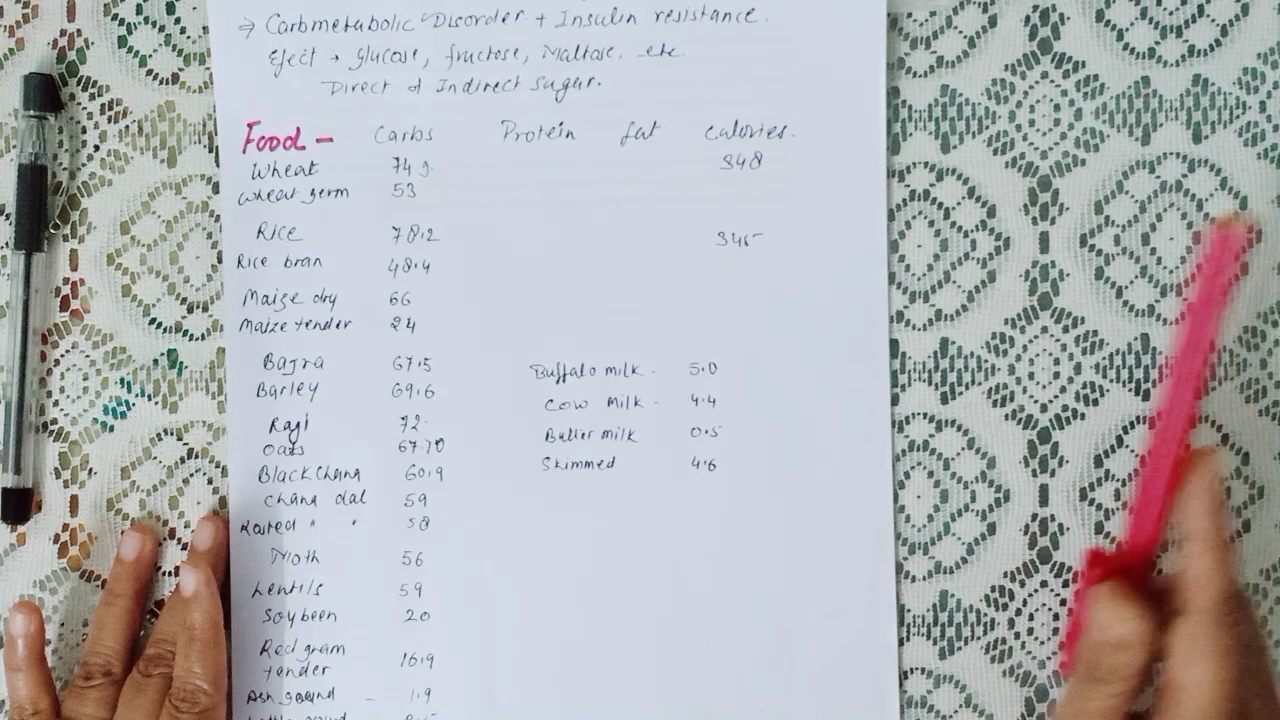 ⇒ Carbmetabolic Disorder + Insulin resistance.
Efect → glucose, fructose, Maltose, etc
Direct & Indirect sugar.
Food – Carbs Protein fat calories.
Wheat 74 g. 348
Wheat germ 53
Rice 78.2 345
Rice bran 48.4
Maize dry 66
Maize tender 24
Bajra 67.5
Buffalo milk - 5.0
Barley 69.6
Cow milk - 4.4
Ragi 72.
Butter milk 0.5
Oats 67.70
Skimmed 4.6
Black chana 60.9
Chana dal 59
Rosted " " 58
Moth 56
Lentils 59
Soybeen 20
Red gram
tender 16.9
Ash gound – 1.9